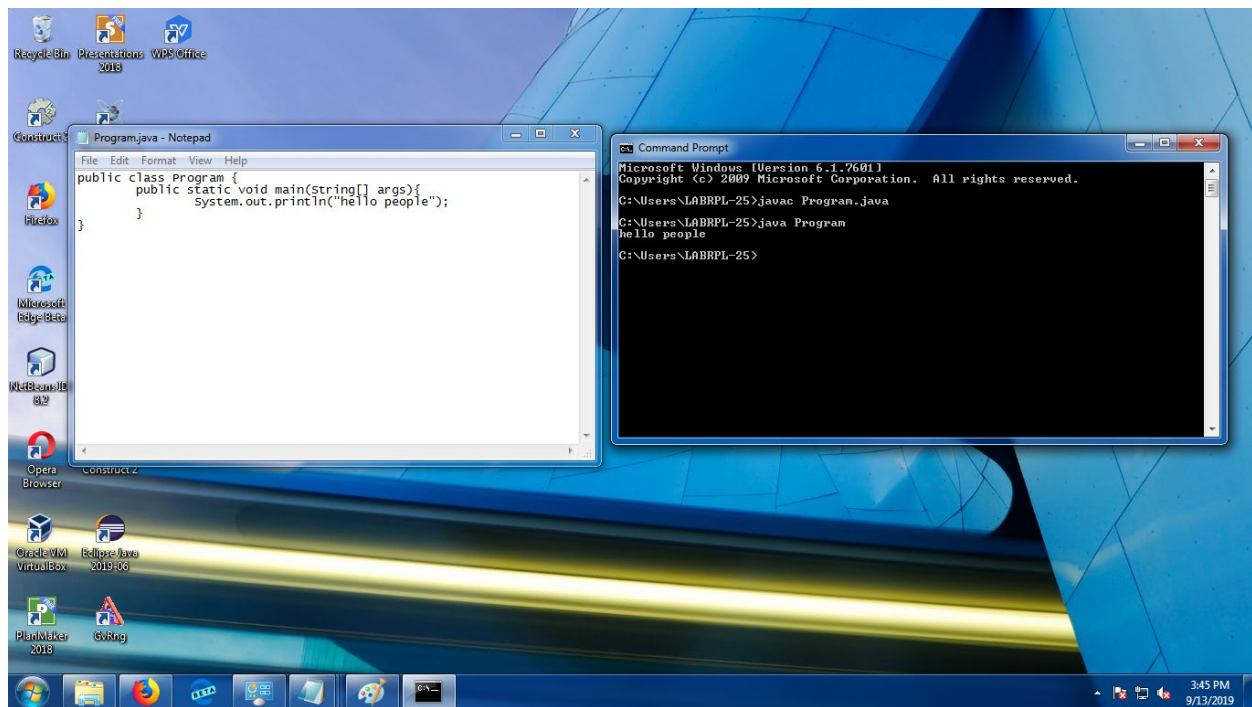 Recycle Bin
Presentations 2018
WPS Office
Construct 2
Firefox
Microsoft Edge Beta
NetBeans ID
8.2
Opera Browser
Construct 2
Oracle VM VirtualBox
Eclipse Java 2019-06
PlanMaker 2018
GvRng
Program.java - Notepad
File Edit Format View Help
public class Program {
public static void main(String[] args){
System.out.println("hello people");
}
}
Command Prompt
Microsoft Windows [Version 6.1.7601]
Copyright (c) 2009 Microsoft Corporation. All rights reserved.
C:\Users\LABRPL-25>javac Program.java
C:\Users\LABRPL-25>java Program
hello people
C:\Users\LABRPL-25>
BETA
3:45 PM
9/13/2019